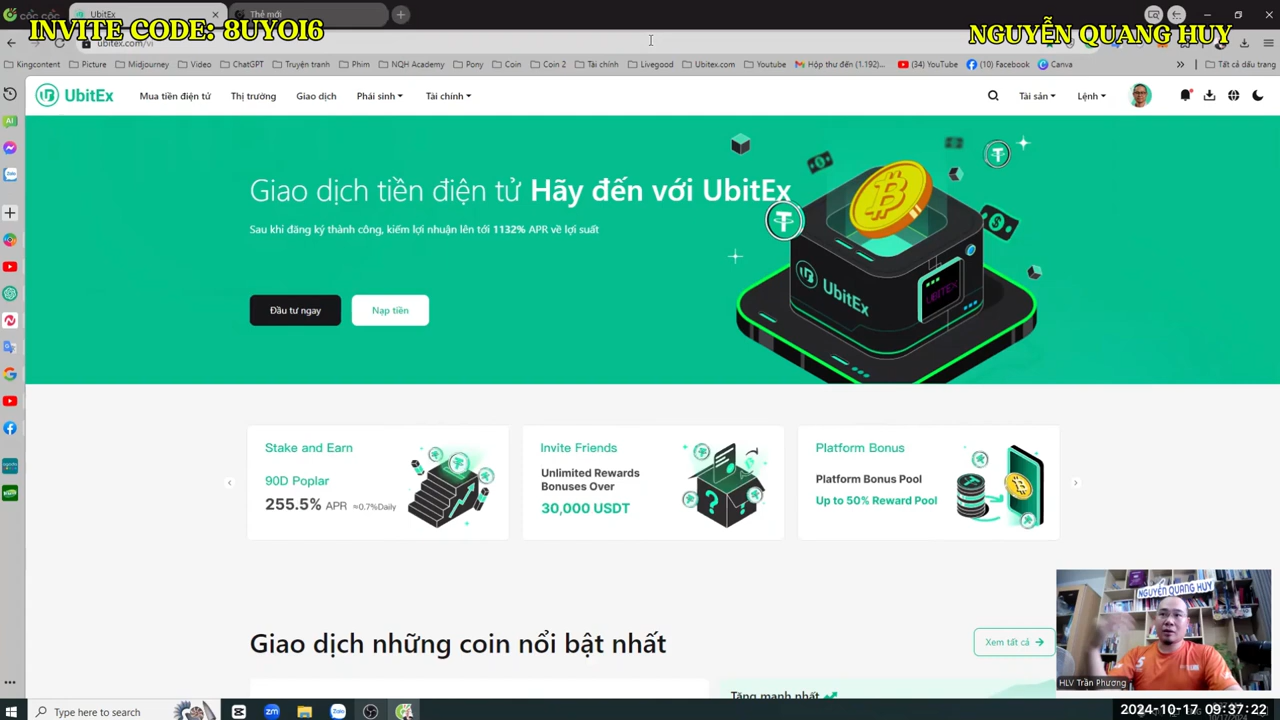 cốc cốc
UbitEx
Thẻ mới
INVITE CODE: 8UYOI6
NGUYỄN QUANG HUY
ubitex.com/vi
Kingcontent
Picture
Midjourney
Video
ChatGPT
Truyện tranh
Phim
NQH Academy
Pony
Coin
Coin 2
Tài chính
Livegood
Ubitex.com
Youtube
Hộp thư đến (1.192)...
(34) YouTube
(10) Facebook
Canva
Tất cả dấu trang
UbitEx
Mua tiền điện tử
Thị trường
Giao dịch
Phái sinh
Tài chính
Tài sản
Lệnh
Giao dịch tiền điện tử Hãy đến với UbitEx
Sau khi đăng ký thành công, kiếm lợi nhuận lên tới 1132% APR về lợi suất
Đầu tư ngay
Nạp tiền
UbitEx
UBITEX
Stake and Earn
90D Poplar
255.5% APR ≈0.7%Daily
Invite Friends
Unlimited Rewards
Bonuses Over
30,000 USDT
Platform Bonus
Platform Bonus Pool
Up to 50% Reward Pool
NGUYỄN QUANG HUY
HLV Trần Phương
Giao dịch những coin nổi bật nhất
Xem tất cả →
Tăng mạnh nhất
Type here to search
2024-10-17 09:37:22